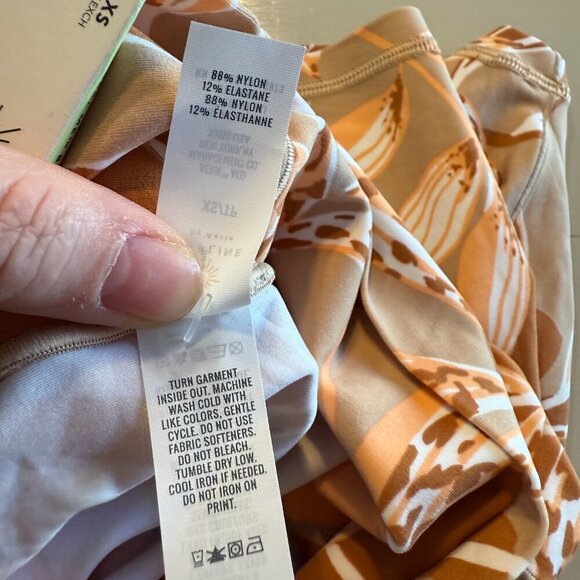 XS
EXCH
88% NYLON
12% ELASTANE
88% NYLON
12% ÉLASTHANNE
XS/TP
TURN GARMENT
INSIDE OUT. MACHINE
WASH COLD WITH
LIKE COLORS, GENTLE
CYCLE. DO NOT USE
FABRIC SOFTENERS.
DO NOT BLEACH.
TUMBLE DRY LOW.
COOL IRON IF NEEDED.
DO NOT IRON ON
PRINT.